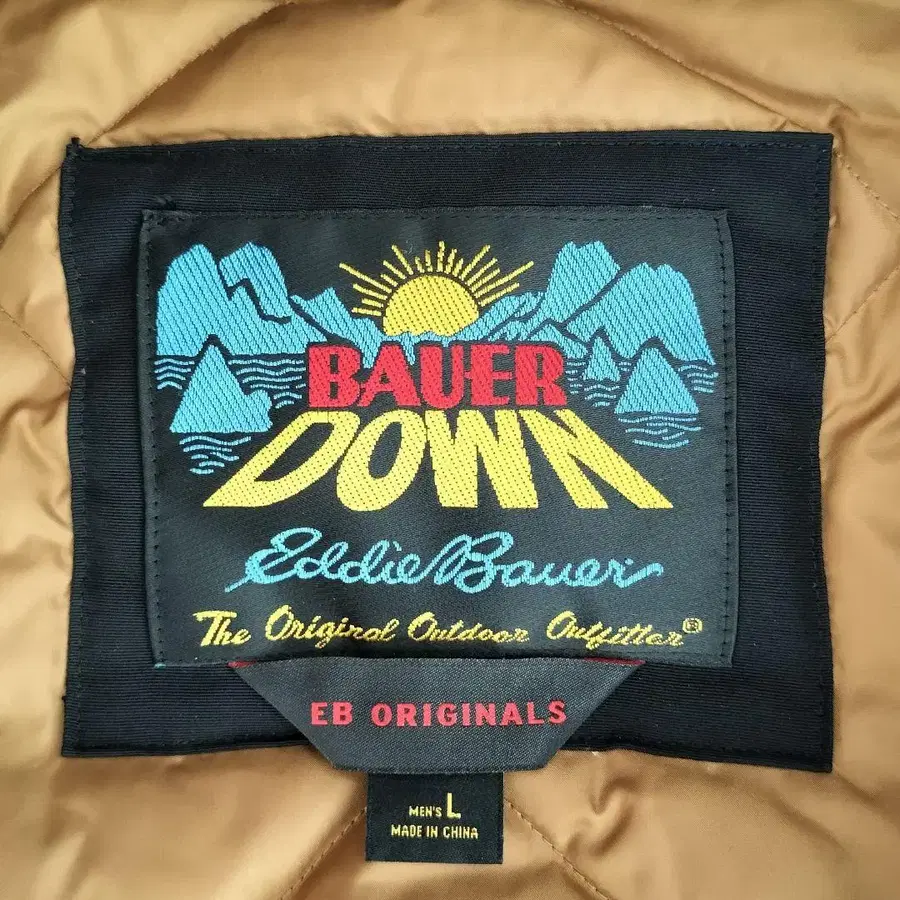 BAUER
DOWN
Eddie Bauer
The Original Outdoor Outfitter®
EB ORIGINALS
MEN'S L
MADE IN CHINA